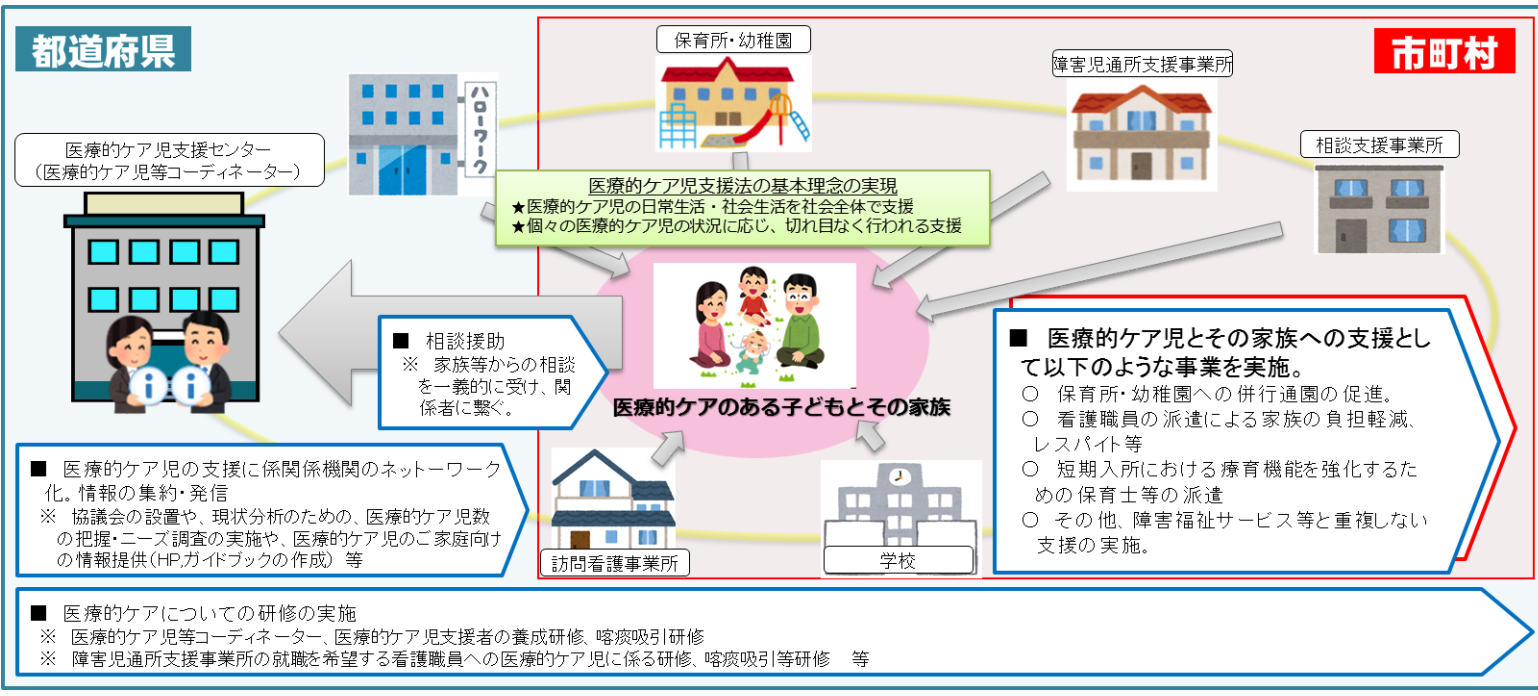 都道府県
市町村
保育所・幼稚園
障害児通所支援事業所
ハローワーク
相談支援事業所
医療的ケア児支援センター
（医療的ケア児等コーディネーター）
医療的ケア児支援法の基本理念の実現
★医療的ケア児の日常生活・社会生活を社会全体で支援
★個々の医療的ケア児の状況に応じ、切れ目なく行われる支援
■ 相談援助
※ 家族等からの相談
を一義的に受け、関
係者に繋ぐ。
医療的ケアのある子どもとその家族
■ 医療的ケア児とその家族への支援とし
て以下のような事業を実施。
○ 保育所・幼稚園への併行通園の促進。
○ 看護職員の派遣による家族の負担軽減、
レスパイト等
○ 短期入所における療育機能を強化するた
めの保育士等の派遣
○ その他、障害福祉サービス等と重複しない
支援の実施。
■ 医療的ケア児の支援に係関係機関のネットーワーク
化。情報の集約・発信
※ 協議会の設置や、現状分析のための、医療的ケア児数
の把握・ニーズ調査の実施や、医療的ケア児のご家庭向け
の情報提供(HP,ガイドブックの作成) 等
訪問看護事業所
学校
■ 医療的ケアについての研修の実施
※ 医療的ケア児等コーディネーター、医療的ケア児支援者の養成研修、喀痰吸引研修
※ 障害児通所支援事業所の就職を希望する看護職員への医療的ケア児に係る研修、喀痰吸引等研修 等